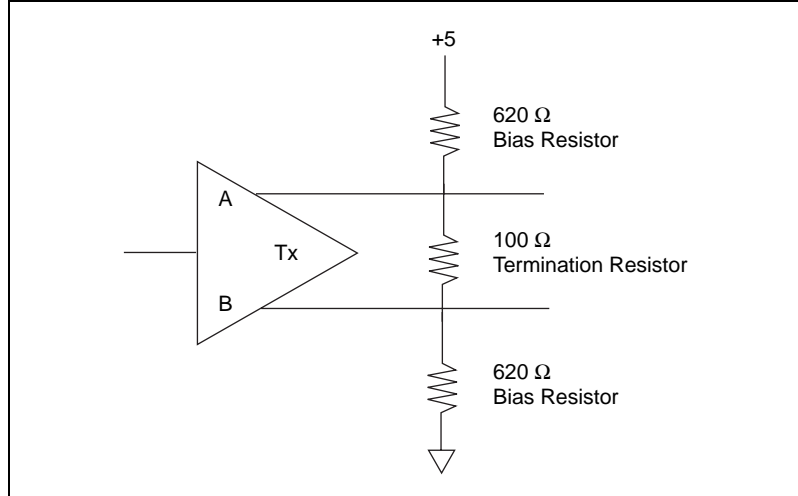 +5
620 Ω
Bias Resistor
A
100 Ω
Tx
Termination Resistor
B
620 Ω
Bias Resistor